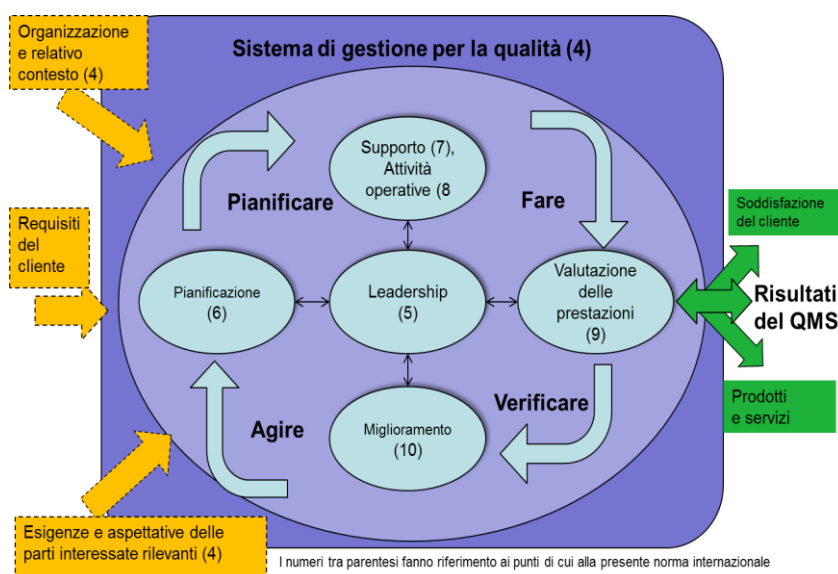 Organizzazione
e relativo
contesto (4)
Sistema di gestione per la qualità (4)
Supporto (7),
Attività
operative (8
Pianificare
Fare
Requisiti
del
cliente
Soddisfazione
del cliente
Pianificazione
(6)
Leadership
(5)
Valutazione
delle
prestazioni
(9)
Risultati
del QMS
Agire
Miglioramento
(10)
Verificare
Prodotti
e servizi
Esigenze e aspettative delle
parti interessate rilevanti (4)
I numeri tra parentesi fanno riferimento ai punti di cui alla presente norma internazionale